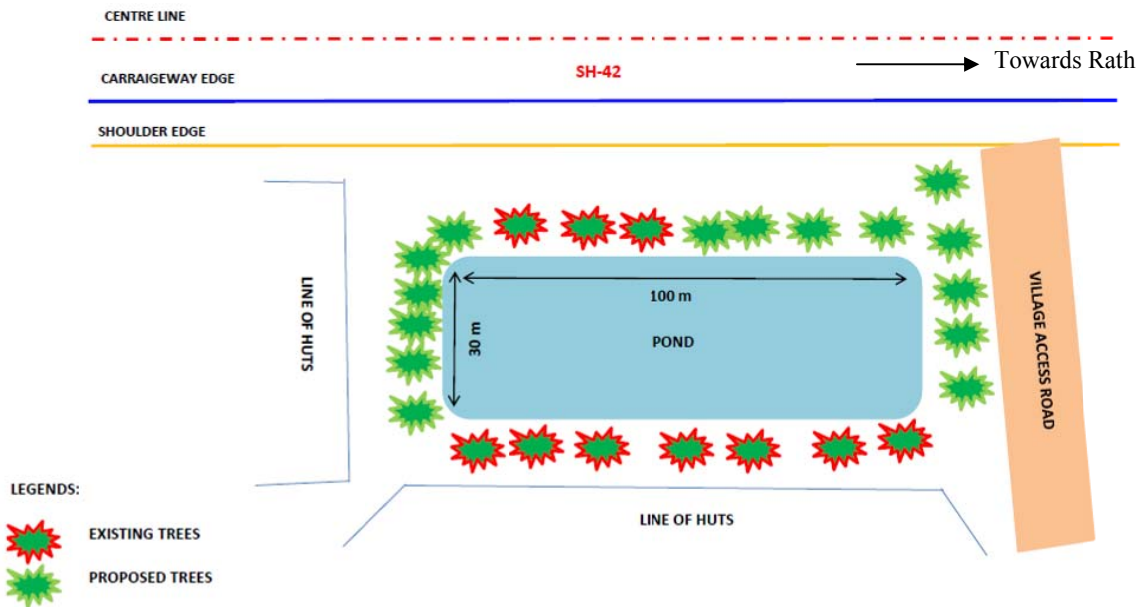 CENTRE LINE
SH-42
Towards Rath
CARRAIGEWAY EDGE
SHOULDER EDGE
LINE OF HUTS
100 m
30 m
POND
VILLAGE ACCESS ROAD
LINE OF HUTS
LEGENDS:
EXISTING TREES
PROPOSED TREES